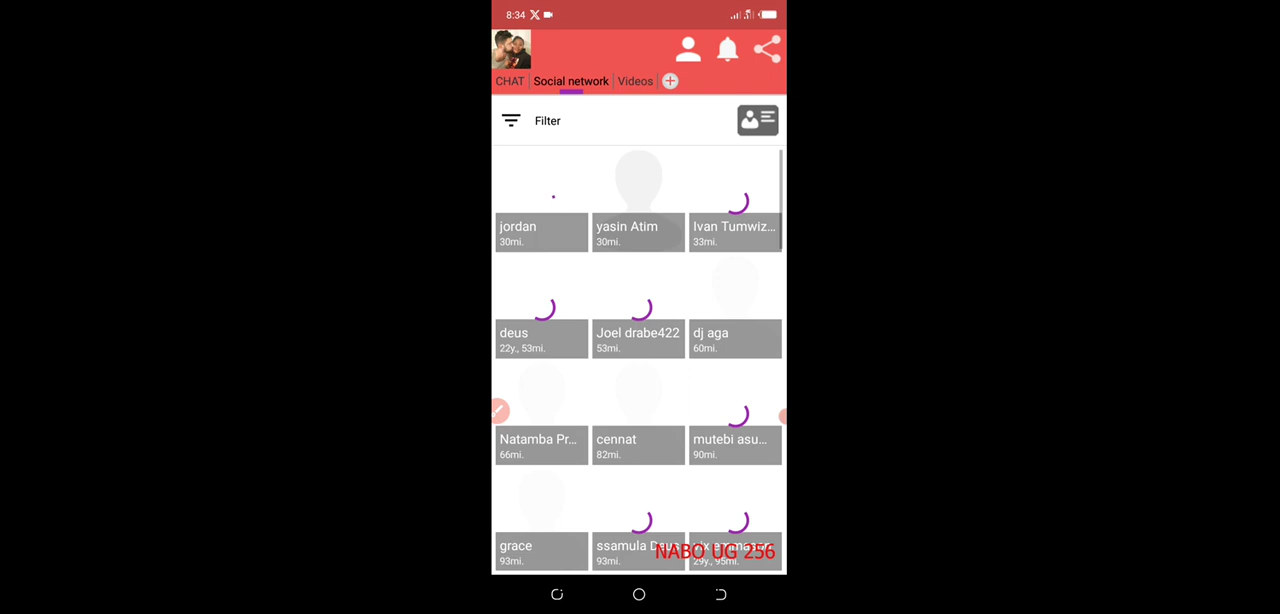 8:34
CHAT Social network Videos
Filter
jordan
30mi.
yasin Atim
30mi.
Ivan Tumwiz...
33mi.
deus
22y., 53mi.
Joel drabe422
53mi.
dj aga
60mi.
Natamba Pr...
66mi.
cennat
82mi.
mutebi asu...
90mi.
grace
93mi.
ssamula
93mi.
29y., 95mi.
NABO UG 256